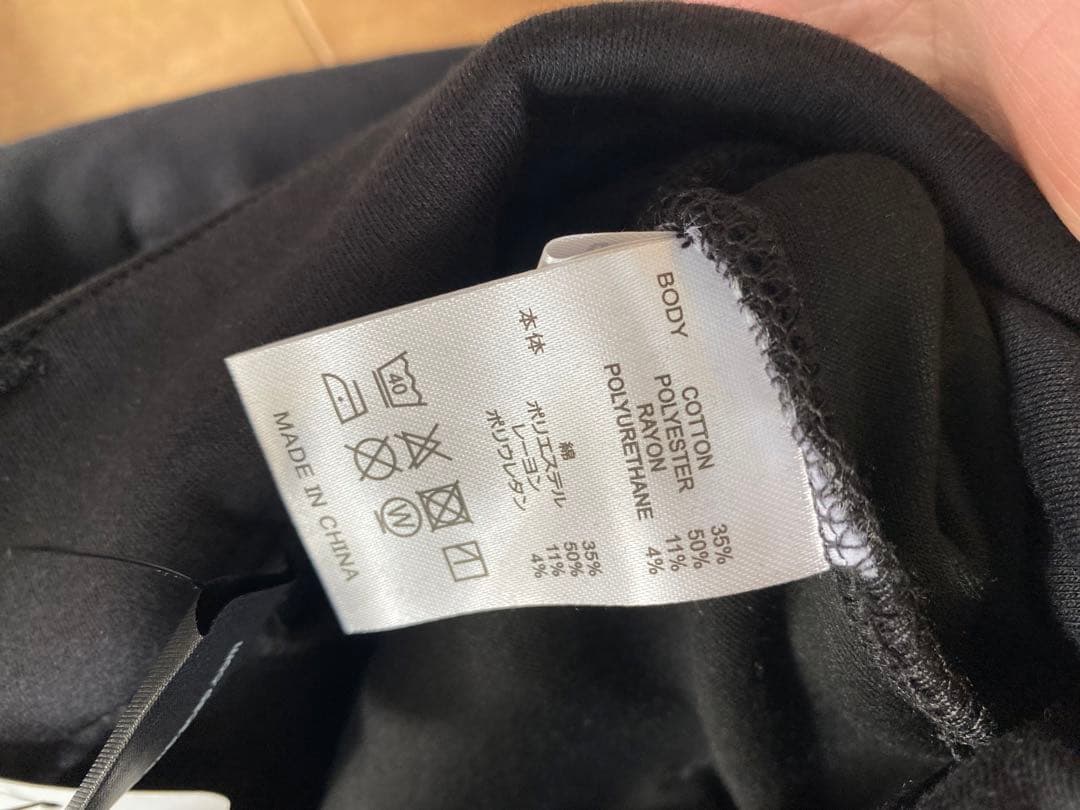 BODY
COTTON 35%
POLYESTER 50%
RAYON 11%
POLYURETHANE 4%
本体
綿 35%
ポリエステル 50%
レーヨン 11%
ポリウレタン 4%
40
W
MADE IN CHINA